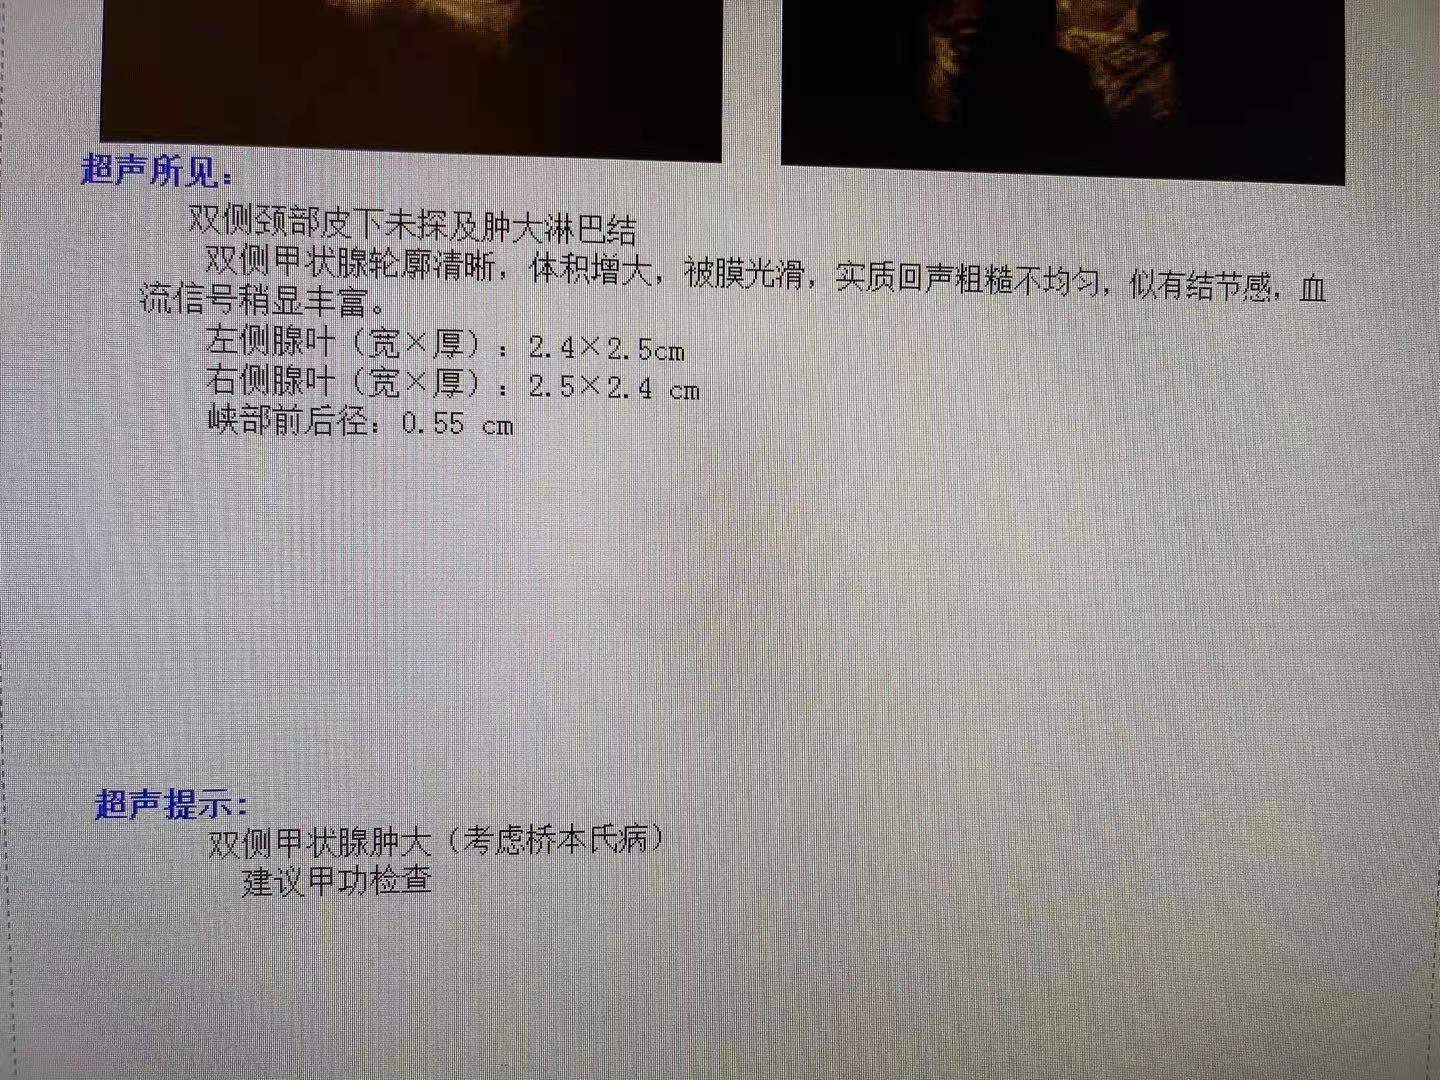 超声所见：
双侧颈部皮下未探及肿大淋巴结
双侧甲状腺轮廓清晰，体积增大，被膜光滑，实质回声粗糙不均匀，似有结节感，血
流信号稍显丰富。
左侧腺叶（宽×厚）：2.4×2.5cm
右侧腺叶（宽×厚）：2.5×2.4 cm
峡部前后径：0.55 cm
超声提示：
双侧甲状腺肿大（考虑桥本氏病）
建议甲功检查